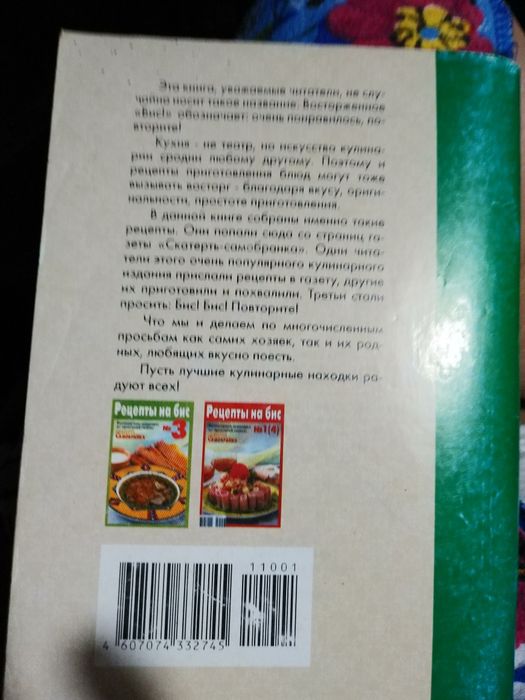 Эта книга, уважаемые читатели, не слу-
чайно носит такое название. Восторженное
«Бис!» обозначает: очень понравилось, по-
вторите!
Кухня - не театр, но искусство кулина-
рии сродни любому другому. Поэтому и
рецепты приготовления блюд могут тоже
вызывать восторг - благодаря вкусу, ориги-
нальности, простоте приготовления.
В данной книге собраны именно такие
рецепты. Они попали сюда со страниц га-
зеты «Скатерть-самобранка». Одни чита-
тели этого очень популярного кулинарного
издания прислали рецепты в газету, другие
их приготовили и похвалили. Третьи стали
просить: Бис! Бис! Повторите!
Что мы и делаем по многочисленным
просьбам как самих хозяек, так и их род-
ных, любящих вкусно поесть.
Пусть лучшие кулинарные находки ра-
дуют всех!
Рецепты на бис
№3
Рецепты на бис
№1(4)
11001
4 607074 332745